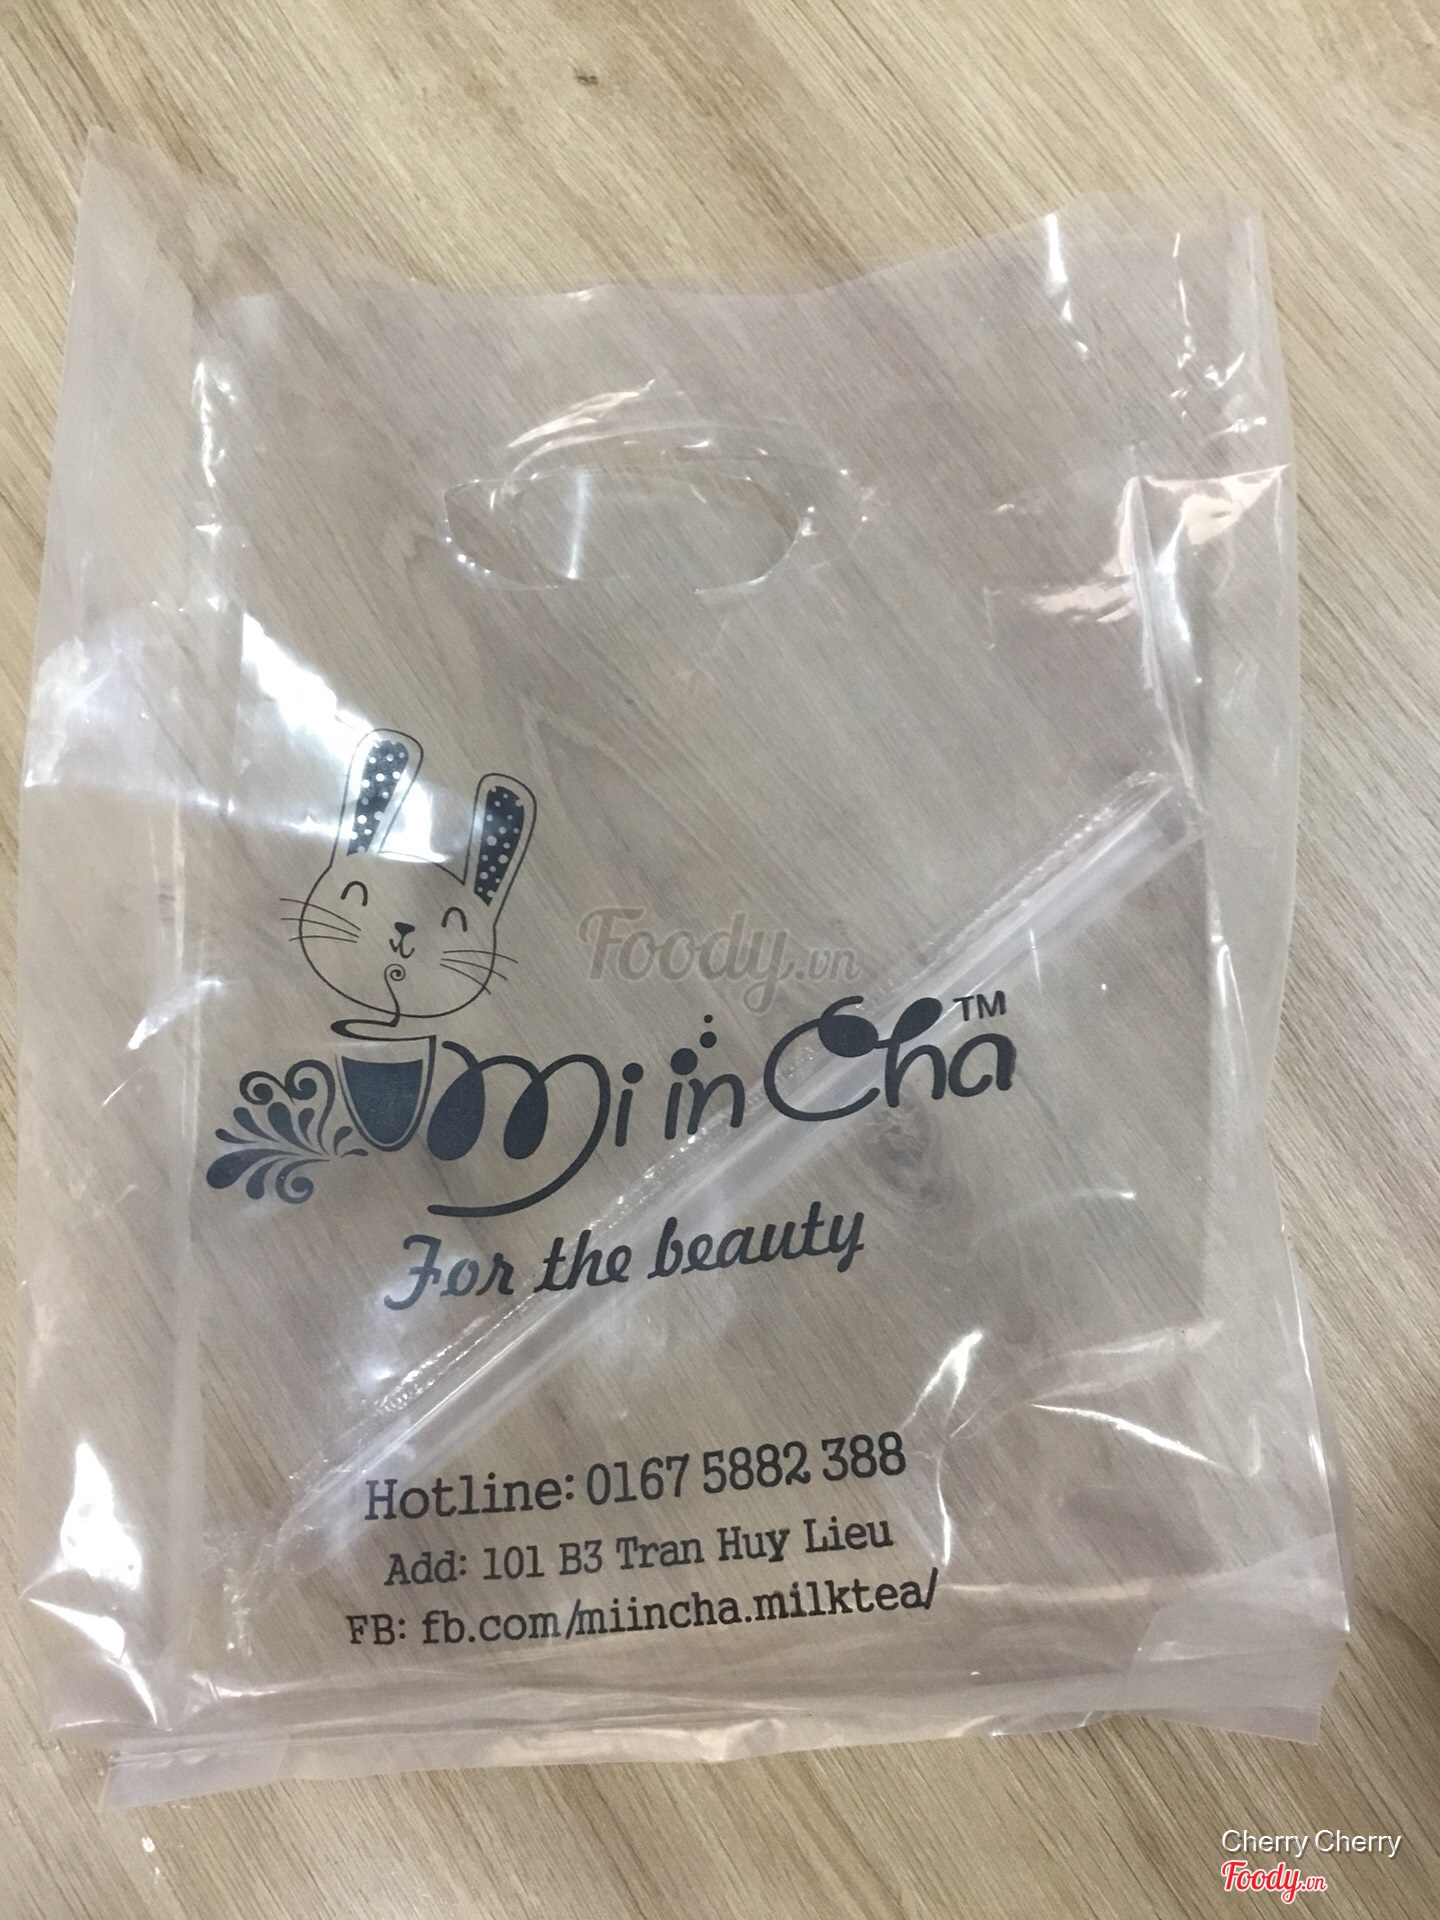 Foody.vn
Mi in Cha™
For the beauty
Hotline: 0167 5882 388
Add: 101 B3 Tran Huy Lieu
FB: fb.com/miincha.milktea/
Cherry Cherry
Foody.vn